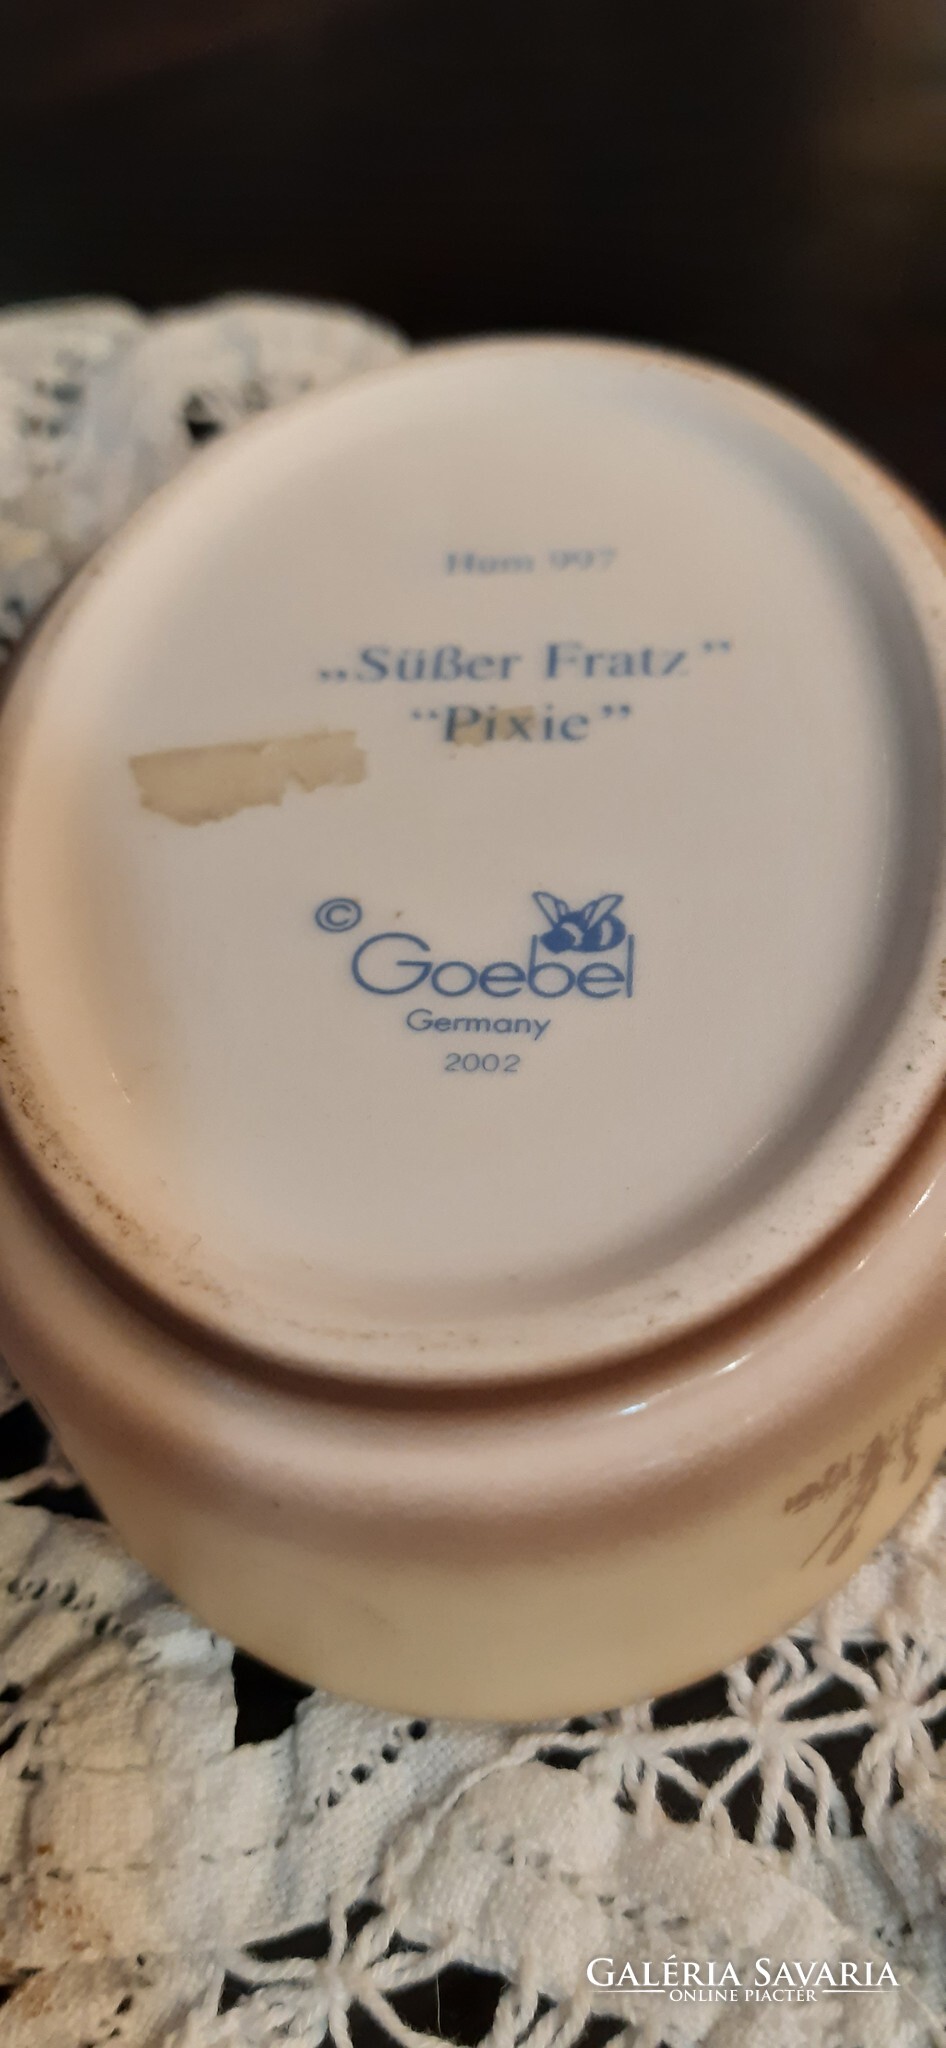 Hum 997
„Süßer Fratz”
“Pixie”
© Goebel
Germany
2002
GALÉRIA SAVARIA
ONLINE PIACTÉR